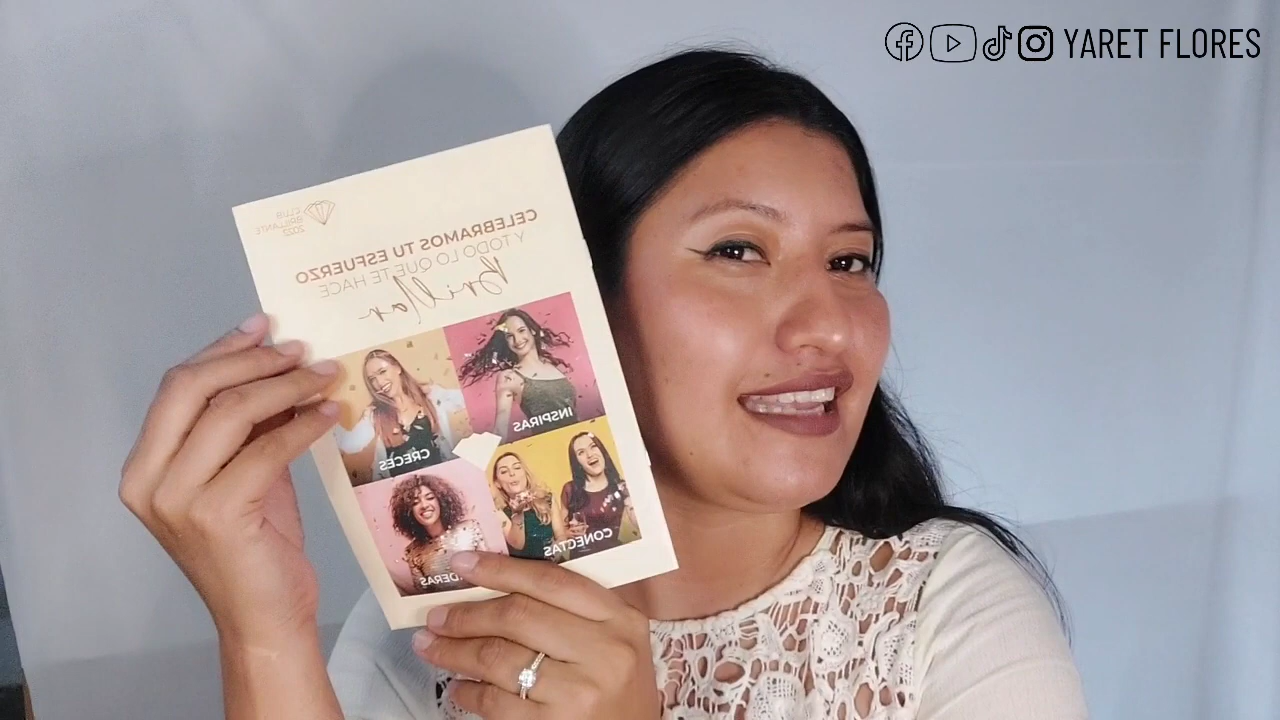 YARET FLORES
CLUB
BRILLANTE
2022
CELEBRAMOS TU ESFUERZO
Y TODO LO QUE TE HACE
Brillar
INSPIRAS
CRECES
CONECTAS